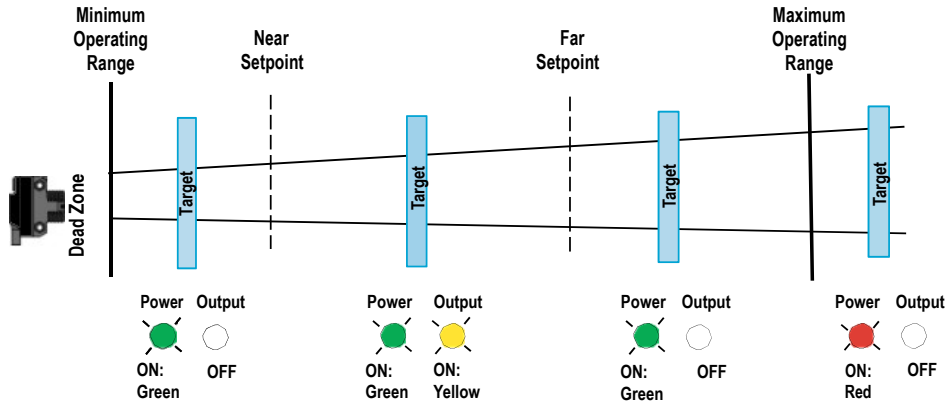 Minimum
Operating
Range
Near
Setpoint
Far
Setpoint
Maximum
Operating
Range
Dead Zone
Target
Target
Target
Target
Power Output
ON:
Green
OFF
Power Output
ON:
Green
ON:
Yellow
Power Output
ON:
Green
OFF
Power Output
ON:
Red
OFF